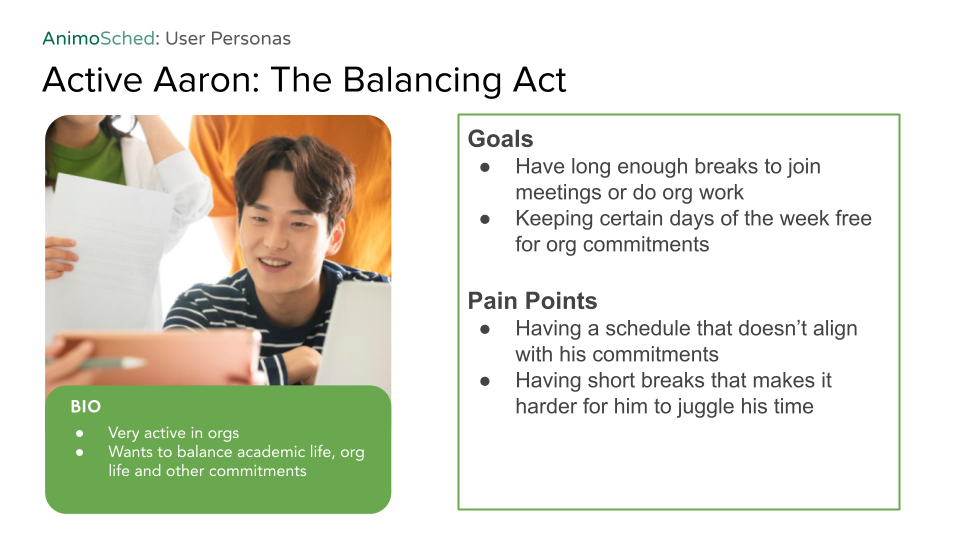 AnimoSched: User Personas
Active Aaron: The Balancing Act
BIO
● Very active in orgs
● Wants to balance academic life, org
life and other commitments
Goals
● Have long enough breaks to join
meetings or do org work
● Keeping certain days of the week free
for org commitments
Pain Points
● Having a schedule that doesn’t align
with his commitments
● Having short breaks that makes it
harder for him to juggle his time